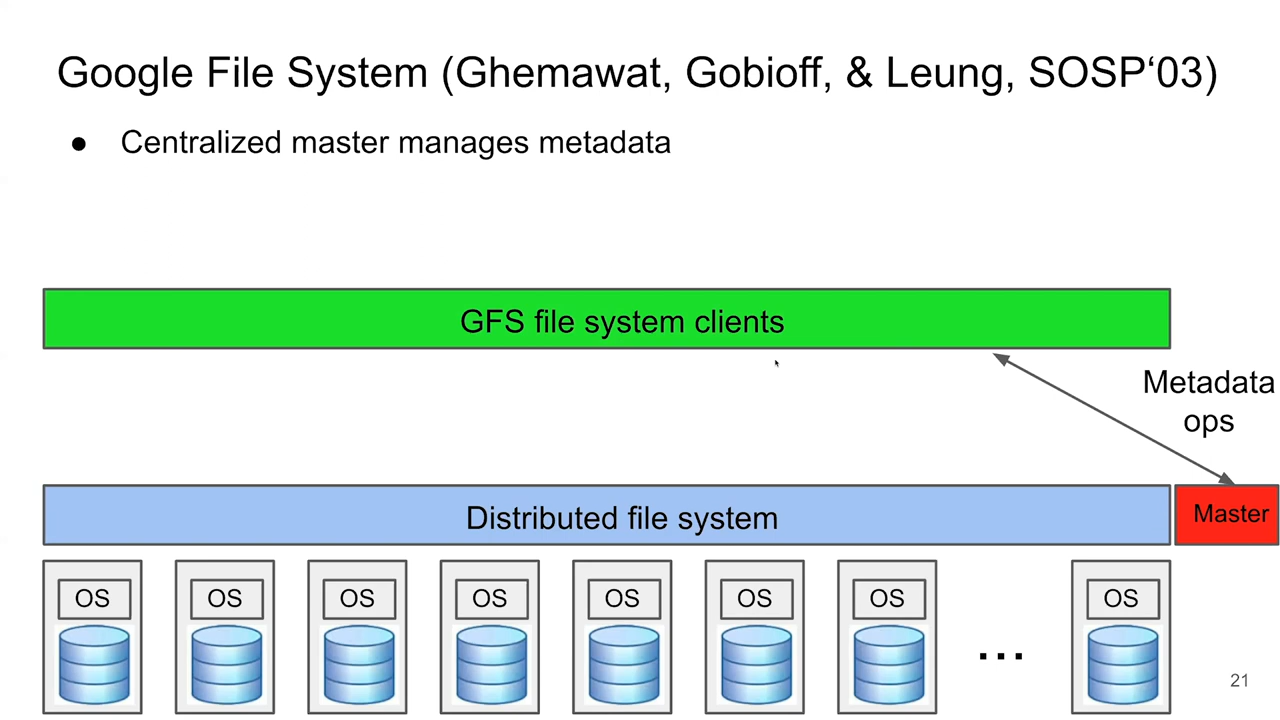 Google File System (Ghemawat, Gobioff, & Leung, SOSP‘03)
● Centralized master manages metadata
GFS file system clients
Metadata
ops
Distributed file system
Master
OS OS OS OS OS OS OS ... OS
21